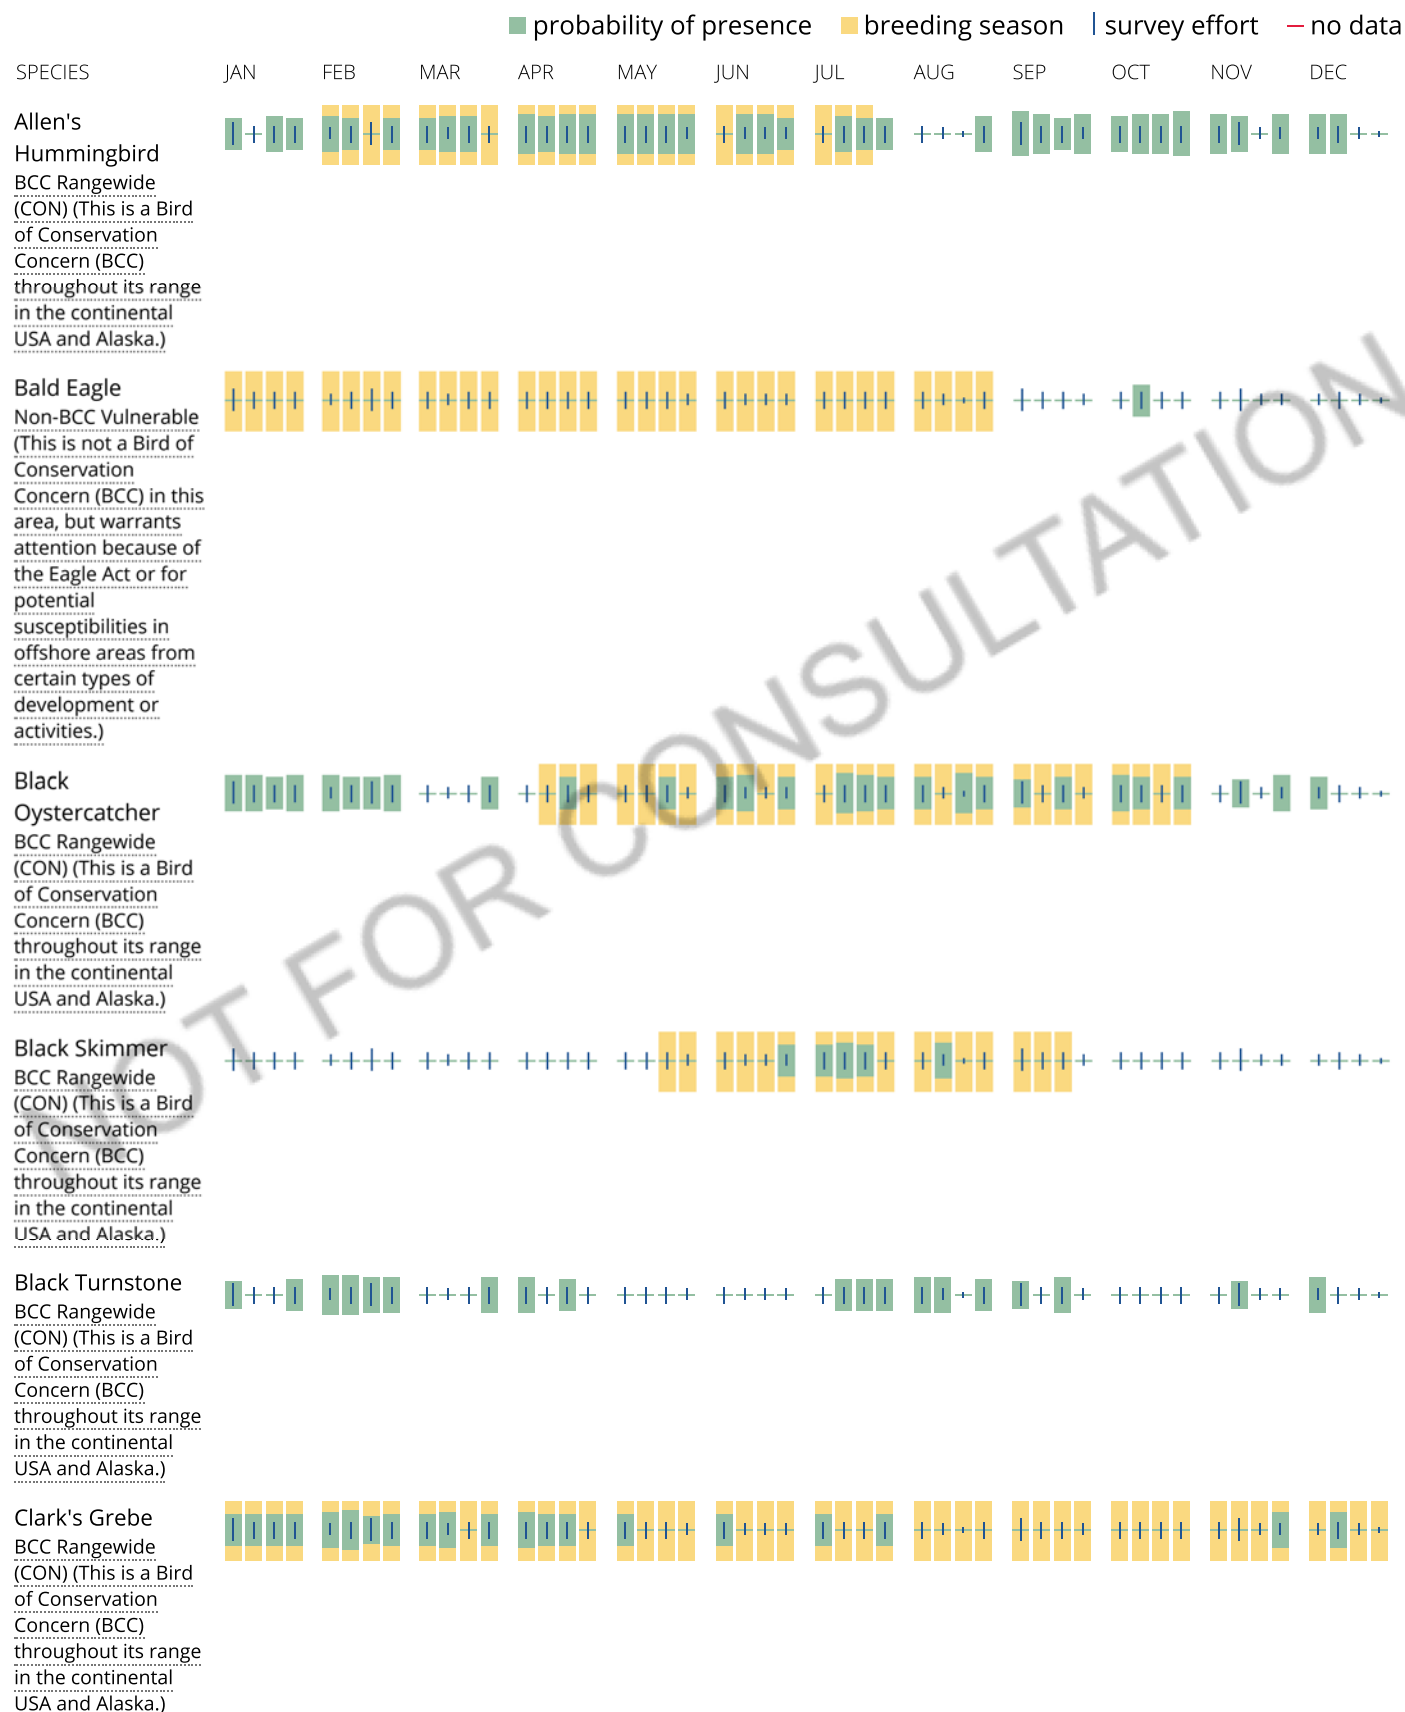 probability of presence breeding season survey effort no data
SPECIES JAN FEB MAR APR MAY JUN JUL AUG SEP OCT NOV DEC
Allen's
Hummingbird
BCC Rangewide
(CON) (This is a Bird
of Conservation
Concern (BCC)
throughout its range
in the continental
USA and Alaska.)
Bald Eagle
Non-BCC Vulnerable
(This is not a Bird of
Conservation
Concern (BCC) in this
area, but warrants
attention because of
the Eagle Act or for
potential
susceptibilities in
offshore areas from
certain types of
development or
activities.)
Black
Oystercatcher
BCC Rangewide
(CON) (This is a Bird
of Conservation
Concern (BCC)
throughout its range
in the continental
USA and Alaska.)
Black Skimmer
BCC Rangewide
(CON) (This is a Bird
of Conservation
Concern (BCC)
throughout its range
in the continental
USA and Alaska.)
Black Turnstone
BCC Rangewide
(CON) (This is a Bird
of Conservation
Concern (BCC)
throughout its range
in the continental
USA and Alaska.)
Clark's Grebe
BCC Rangewide
(CON) (This is a Bird
of Conservation
Concern (BCC)
throughout its range
in the continental
USA and Alaska.)
NOT FOR CONSULTATION